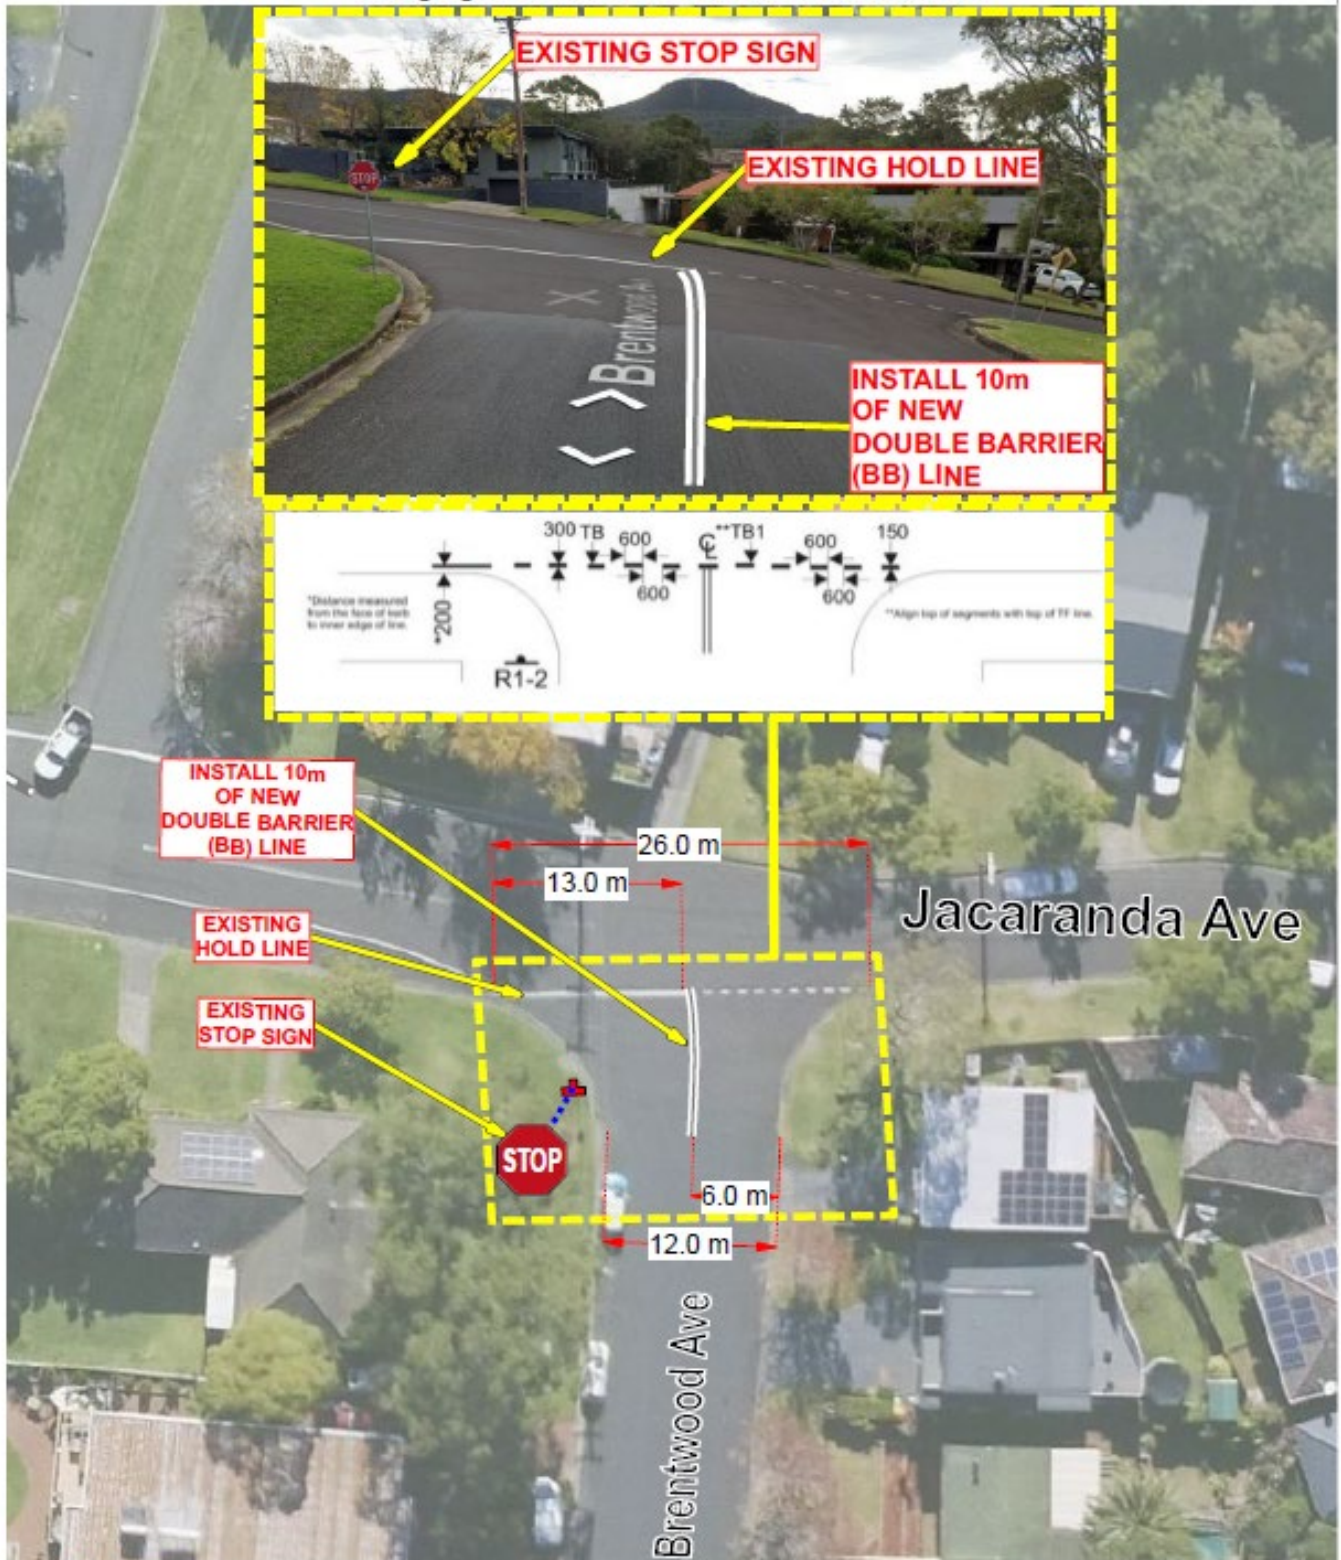 EXISTING STOP SIGN
STOP
EXISTING HOLD LINE
Brentwood Av
INSTALL 10m
OF NEW
DOUBLE BARRIER
(BB) LINE
300 TB 600 ℄ **TB1 600 150
600 600
*Distance measured
from the face of kerb
to inner edge of line.
*200
**Align top of segments with top of TF line.
R1-2
INSTALL 10m
OF NEW
DOUBLE BARRIER
(BB) LINE
26.0 m
13.0 m
Jacaranda Ave
EXISTING
HOLD LINE
EXISTING
STOP SIGN
STOP
6.0 m
12.0 m
Brentwood Ave